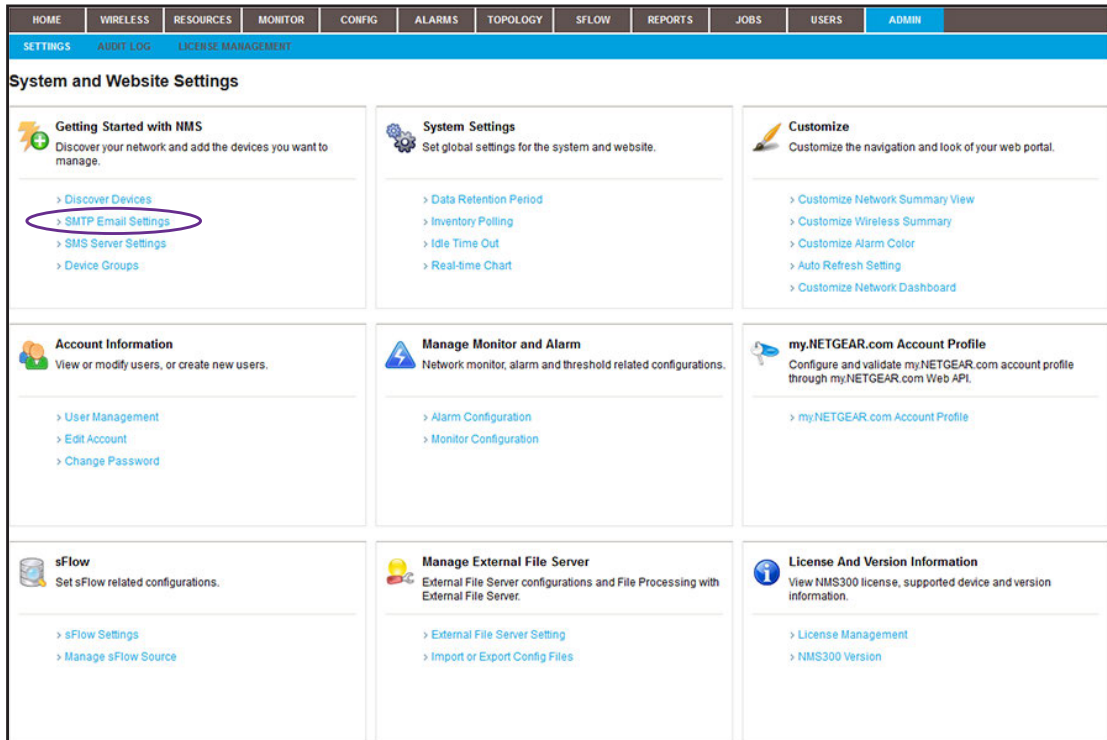 HOME WIRELESS RESOURCES MONITOR CONFIG ALARMS TOPOLOGY SFLOW REPORTS JOBS USERS ADMIN
SETTINGS AUDIT LOG LICENSE MANAGEMENT
System and Website Settings
Getting Started with NMS
Discover your network and add the devices you want to
manage.
> Discover Devices
> SMTP Email Settings
> SMS Server Settings
> Device Groups
System Settings
Set global settings for the system and website.
> Data Retention Period
> Inventory Polling
> Idle Time Out
> Real-time Chart
Customize
Customize the navigation and look of your web portal.
> Customize Network Summary View
> Customize Wireless Summary
> Customize Alarm Color
> Auto Refresh Setting
> Customize Network Dashboard
Account Information
View or modify users, or create new users.
> User Management
> Edit Account
> Change Password
Manage Monitor and Alarm
Network monitor, alarm and threshold related configurations.
> Alarm Configuration
> Monitor Configuration
my.NETGEAR.com Account Profile
Configure and validate my.NETGEAR.com account profile
through my.NETGEAR.com Web API.
> my.NETGEAR.com Account Profile
sFlow
Set sFlow related configurations.
> sFlow Settings
> Manage sFlow Source
Manage External File Server
External File Server configurations and File Processing with
External File Server.
> External File Server Setting
> Import or Export Config Files
License And Version Information
View NMS300 license, supported device and version
information.
> License Management
> NMS300 Version